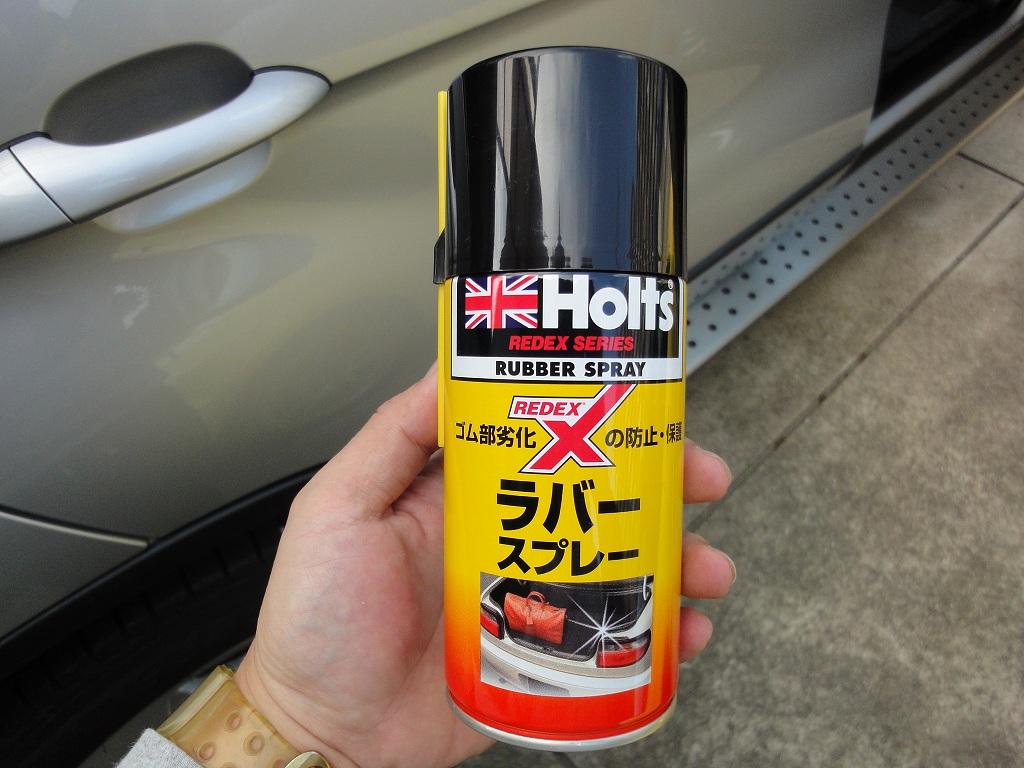 Holts®
REDEX SERIES
RUBBER SPRAY
REDEX
X
ゴム部劣化の防止・保護
ラバー
スプレー